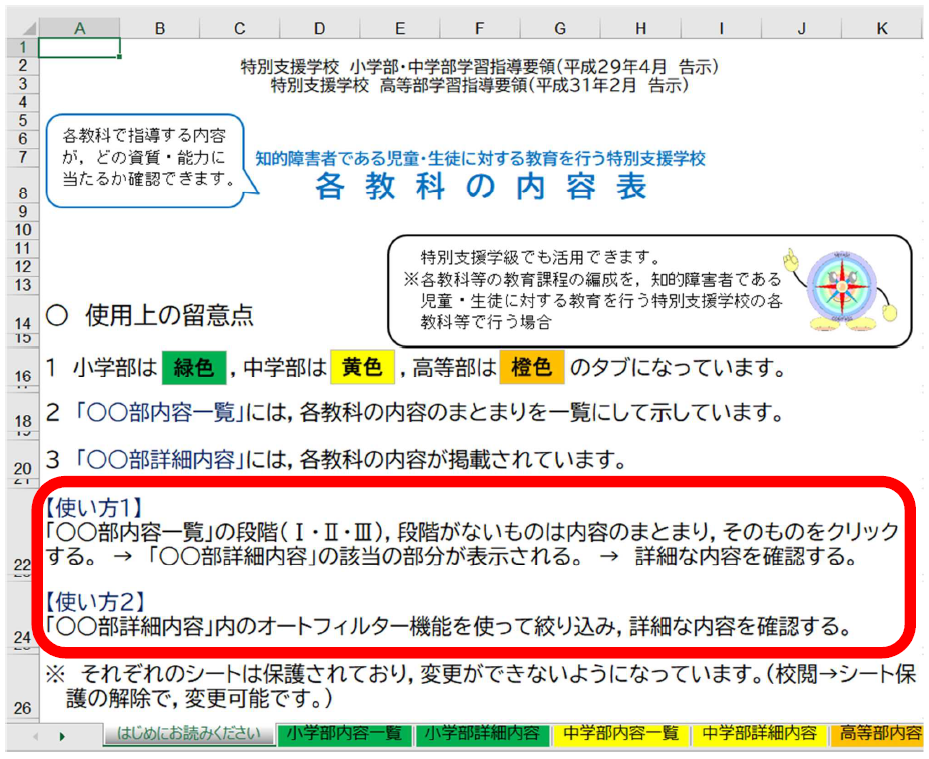 A B C D E F G H I J K
1
2
3
4
5
6
7
8
9
10
11
12
13
14
15
16
18
20
22
24
26
特別支援学校 小学部・中学部学習指導要領(平成29年4月 告示)
特別支援学校 高等部学習指導要領(平成31年2月 告示)
各教科で指導する内容
が，どの資質・能力に
当たるか確認できます。
知的障害者である児童・生徒に対する教育を行う特別支援学校
各教科の内容表
特別支援学級でも活用できます。
※各教科等の教育課程の編成を，知的障害者である
児童・生徒に対する教育を行う特別支援学校の各
教科等で行う場合
○ 使用上の留意点
1 小学部は 緑色 ，中学部は 黄色 ，高等部は 橙色 のタブになっています。
2 「○○部内容一覧」には，各教科の内容のまとまりを一覧にして示しています。
3 「○○部詳細内容」には，各教科の内容が掲載されています。
【使い方1】
「○○部内容一覧」の段階(Ⅰ・Ⅱ・Ⅲ)，段階がないものは内容のまとまり，そのものをクリック
する。 → 「○○部詳細内容」の該当の部分が表示される。 → 詳細な内容を確認する。
【使い方2】
「○○部詳細内容」内のオートフィルター機能を使って絞り込み，詳細な内容を確認する。
※ それぞれのシートは保護されており，変更ができないようになっています。(校閲→シート保
護の解除で，変更可能です。)
はじめにお読みください 小学部内容一覧 小学部詳細内容 中学部内容一覧 中学部詳細内容 高等部内容